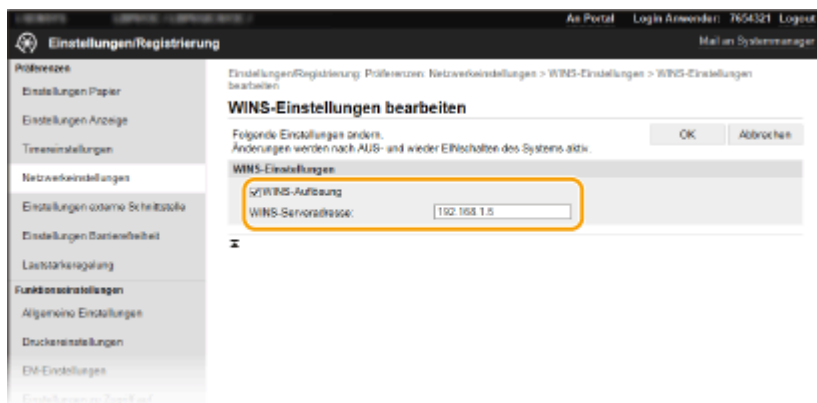 An Portal Login Anwender: 7654321 Logout
Einstellungen/Registrierung
Mail an Systemmanager
Präferenzen
Einstellungen Papier
Einstellungen Anzeige
Timereinstellungen
Netzwerkeinstellungen
Einstellungen externe Schnittstelle
Einstellungen Barrierefreiheit
Lautstärkeregelung
Funktionseinstellungen
Allgemeine Einstellungen
Druckereinstellungen
EM-Einstellungen
Einstellungen/Registrierung: Präferenzen: Netzwerkeinstellungen > WINS-Einstellungen > WINS-Einstellungen
bearbeiten
WINS-Einstellungen bearbeiten
Folgende Einstellungen ändern.
Änderungen werden nach AUS- und wieder EINschalten des Systems aktiv.
OK Abbrechen
WINS-Einstellungen
WINS-Auflösung
WINS-Serveradresse: 192.168.1.5